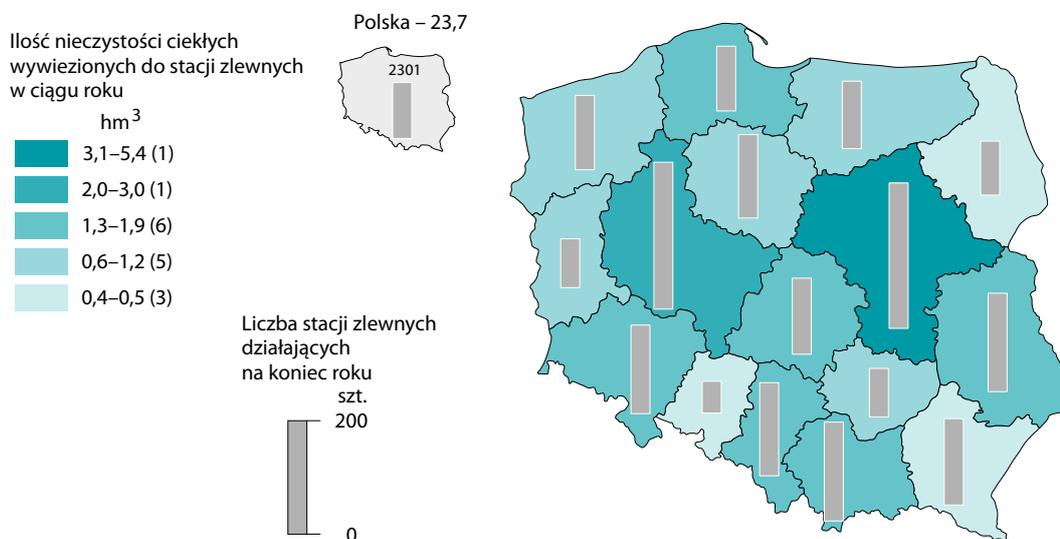 Ilość nieczystości ciekłych
wywiezionych do stacji zlewnych
w ciągu roku
hm³
3,1–5,4 (1)
2,0–3,0 (1)
1,3–1,9 (6)
0,6–1,2 (5)
0,4–0,5 (3)
Polska – 23,7
2301
Liczba stacji zlewnych
działających
na koniec roku
szt.
200
0